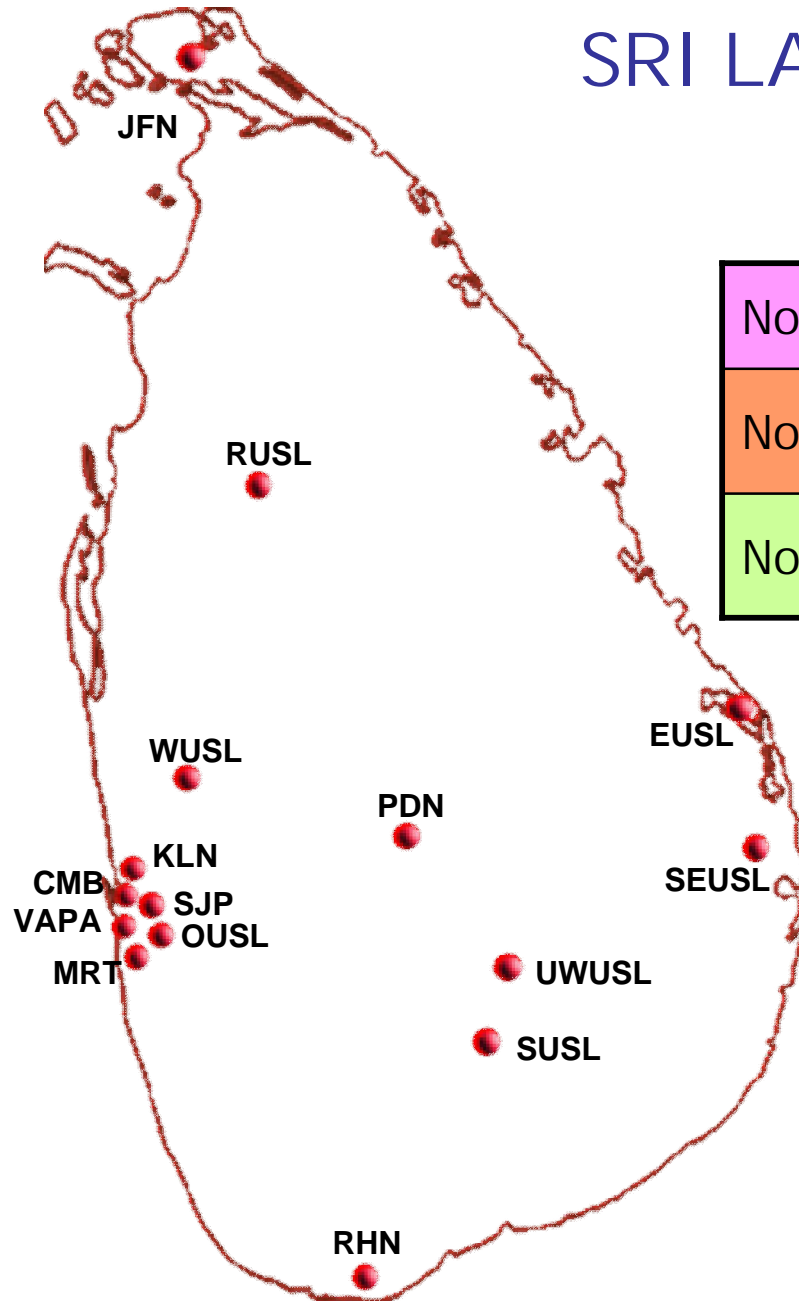 SRI LA
JFN
No
RUSL
No
No
EUSL
WUSL
PDN
KLN
SEUSL
CMB
SJP
VAPA
OUSL
MRT
UWUSL
SUSL
RHN